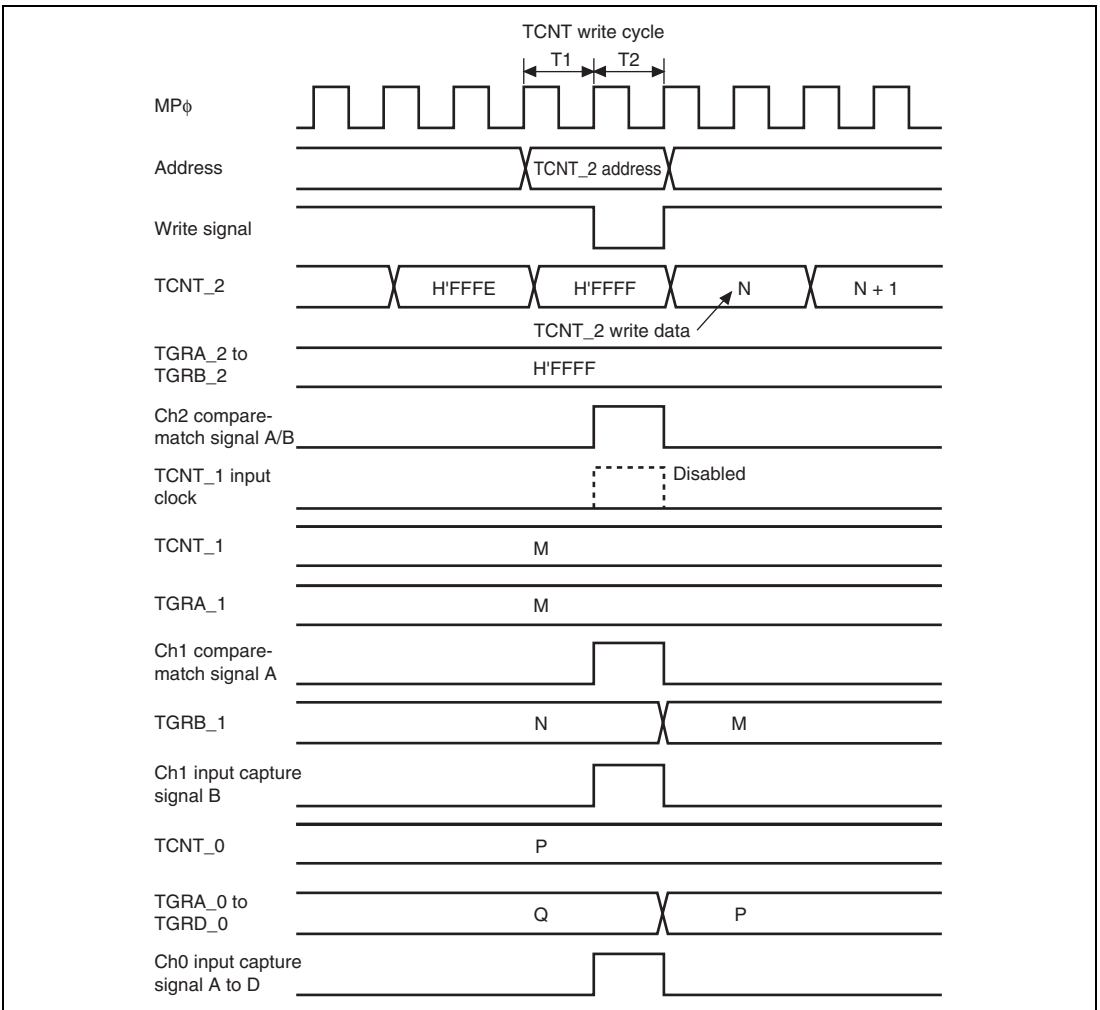 TCNT write cycle
T1 T2
MPφ
Address
TCNT_2 address
Write signal
TCNT_2
H'FFFE H'FFFF N N + 1
TCNT_2 write data
TGRA_2 to
TGRB_2
H'FFFF
Ch2 compare-
match signal A/B
TCNT_1 input
clock
Disabled
TCNT_1
M
TGRA_1
M
Ch1 compare-
match signal A
TGRB_1
N M
Ch1 input capture
signal B
TCNT_0
P
TGRA_0 to
TGRD_0
Q P
Ch0 input capture
signal A to D